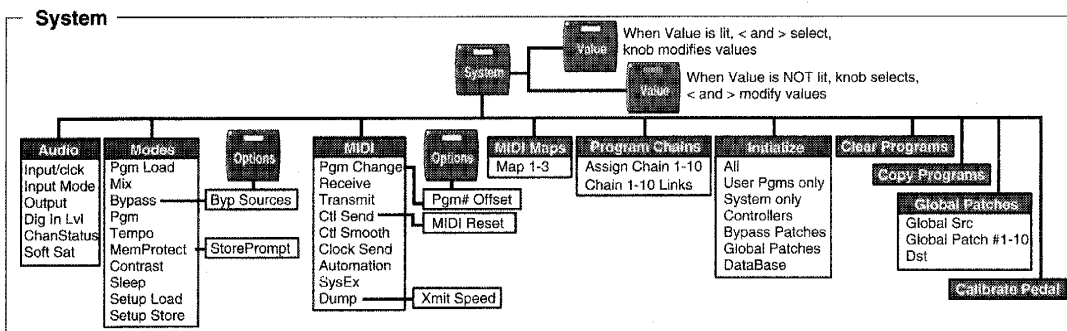 System
System
Value
When Value is lit, < and > select,
knob modifies values
Value
When Value is NOT lit, knob selects,
< and > modify values
Audio
Input/clck
Input Mode
Output
Dig In Lvl
ChanStatus
Soft Sat
Modes
Pgm Load
Mix
Bypass
Pgm
Tempo
MemProtect
Contrast
Sleep
Setup Load
Setup Store
Options
Byp Sources
StorePrompt
MIDI
Pgm Change
Receive
Transmit
Ctl Send
Ctl Smooth
Clock Send
Automation
SysEx
Dump
Options
Pgm# Offset
MIDI Reset
Xmit Speed
MIDI Maps
Map 1-3
Program Chains
Assign Chain 1-10
Chain 1-10 Links
Initialize
All
User Pgms only
System only
Controllers
Bypass Patches
Global Patches
DataBase
Clear Programs
Copy Programs
Global Patches
Global Src
Global Patch #1-10
Dst
Calibrate Pedal